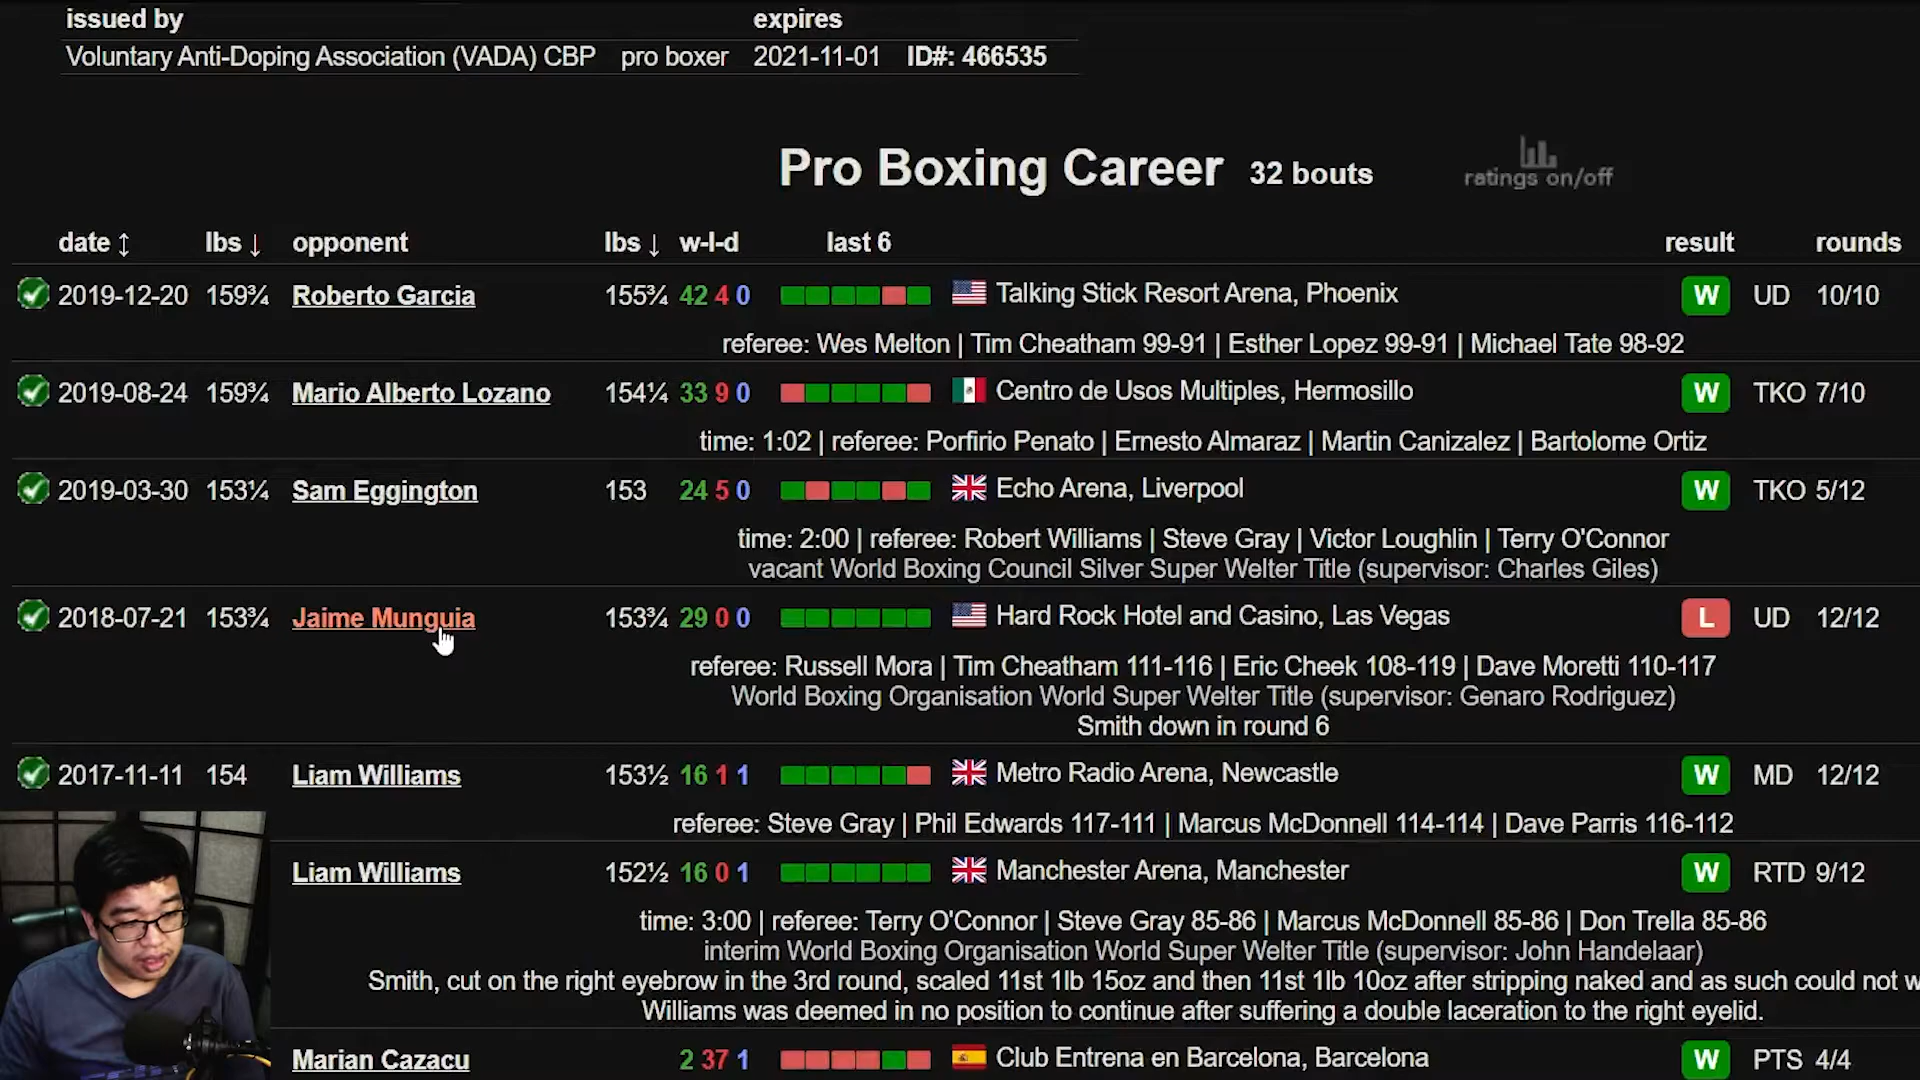 issued by expires
Voluntary Anti-Doping Association (VADA) CBP pro boxer 2021-11-01 ID#: 466535
Pro Boxing Career 32 bouts
ratings on/off
date ↕ lbs ↓ opponent lbs ↓ w-l-d last 6 result rounds
2019-12-20 159¾ Roberto Garcia 155¾ 42 4 0 Talking Stick Resort Arena, Phoenix W UD 10/10
referee: Wes Melton | Tim Cheatham 99-91 | Esther Lopez 99-91 | Michael Tate 98-92
2019-08-24 159¾ Mario Alberto Lozano 154¼ 33 9 0 Centro de Usos Multiples, Hermosillo W TKO 7/10
time: 1:02 | referee: Porfirio Penato | Ernesto Almaraz | Martin Canizalez | Bartolome Ortiz
2019-03-30 153¼ Sam Eggington 153 24 5 0 Echo Arena, Liverpool W TKO 5/12
time: 2:00 | referee: Robert Williams | Steve Gray | Victor Loughlin | Terry O'Connor
vacant World Boxing Council Silver Super Welter Title (supervisor: Charles Giles)
2018-07-21 153¾ Jaime Munguia 153¾ 29 0 0 Hard Rock Hotel and Casino, Las Vegas L UD 12/12
referee: Russell Mora | Tim Cheatham 111-116 | Eric Cheek 108-119 | Dave Moretti 110-117
World Boxing Organisation World Super Welter Title (supervisor: Genaro Rodriguez)
Smith down in round 6
2017-11-11 154 Liam Williams 153½ 16 1 1 Metro Radio Arena, Newcastle W MD 12/12
referee: Steve Gray | Phil Edwards 117-111 | Marcus McDonnell 114-114 | Dave Parris 116-112
Liam Williams 152½ 16 0 1 Manchester Arena, Manchester W RTD 9/12
time: 3:00 | referee: Terry O'Connor | Steve Gray 85-86 | Marcus McDonnell 85-86 | Don Trella 85-86
interim World Boxing Organisation World Super Welter Title (supervisor: John Handelaar)
Smith, cut on the right eyebrow in the 3rd round, scaled 11st 1lb 15oz and then 11st 1lb 10oz after stripping naked and as such could not w
Williams was deemed in no position to continue after suffering a double laceration to the right eyelid.
Marian Cazacu 2 37 1 Club Entrena en Barcelona, Barcelona W PTS 4/4